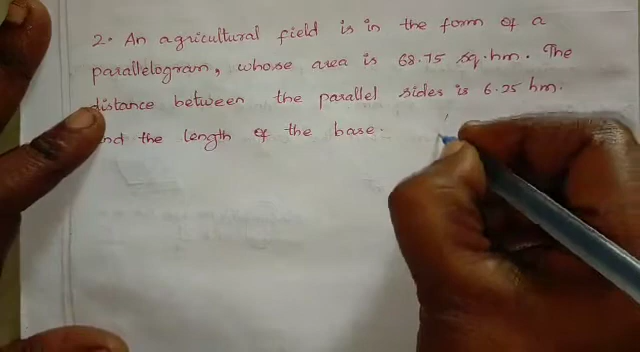 2. An agricultural field is in the form of a
parallelogram, whose area is 68.75 sq.hm. The
distance between the parallel sides is 6.25 hm.
the length of the base.